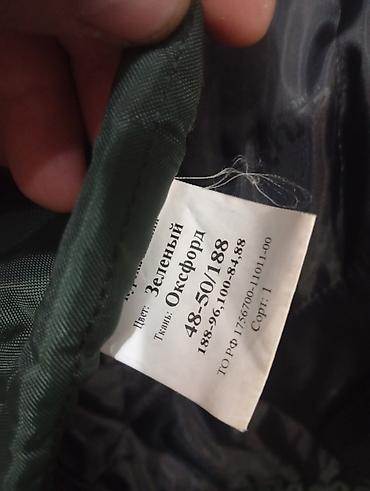 Цвет: Зеленый
Ткань: Оксфорд
48-50/188
188-96,100-84,88
ТО РФ 1756700-11011-00
Сорт: 1